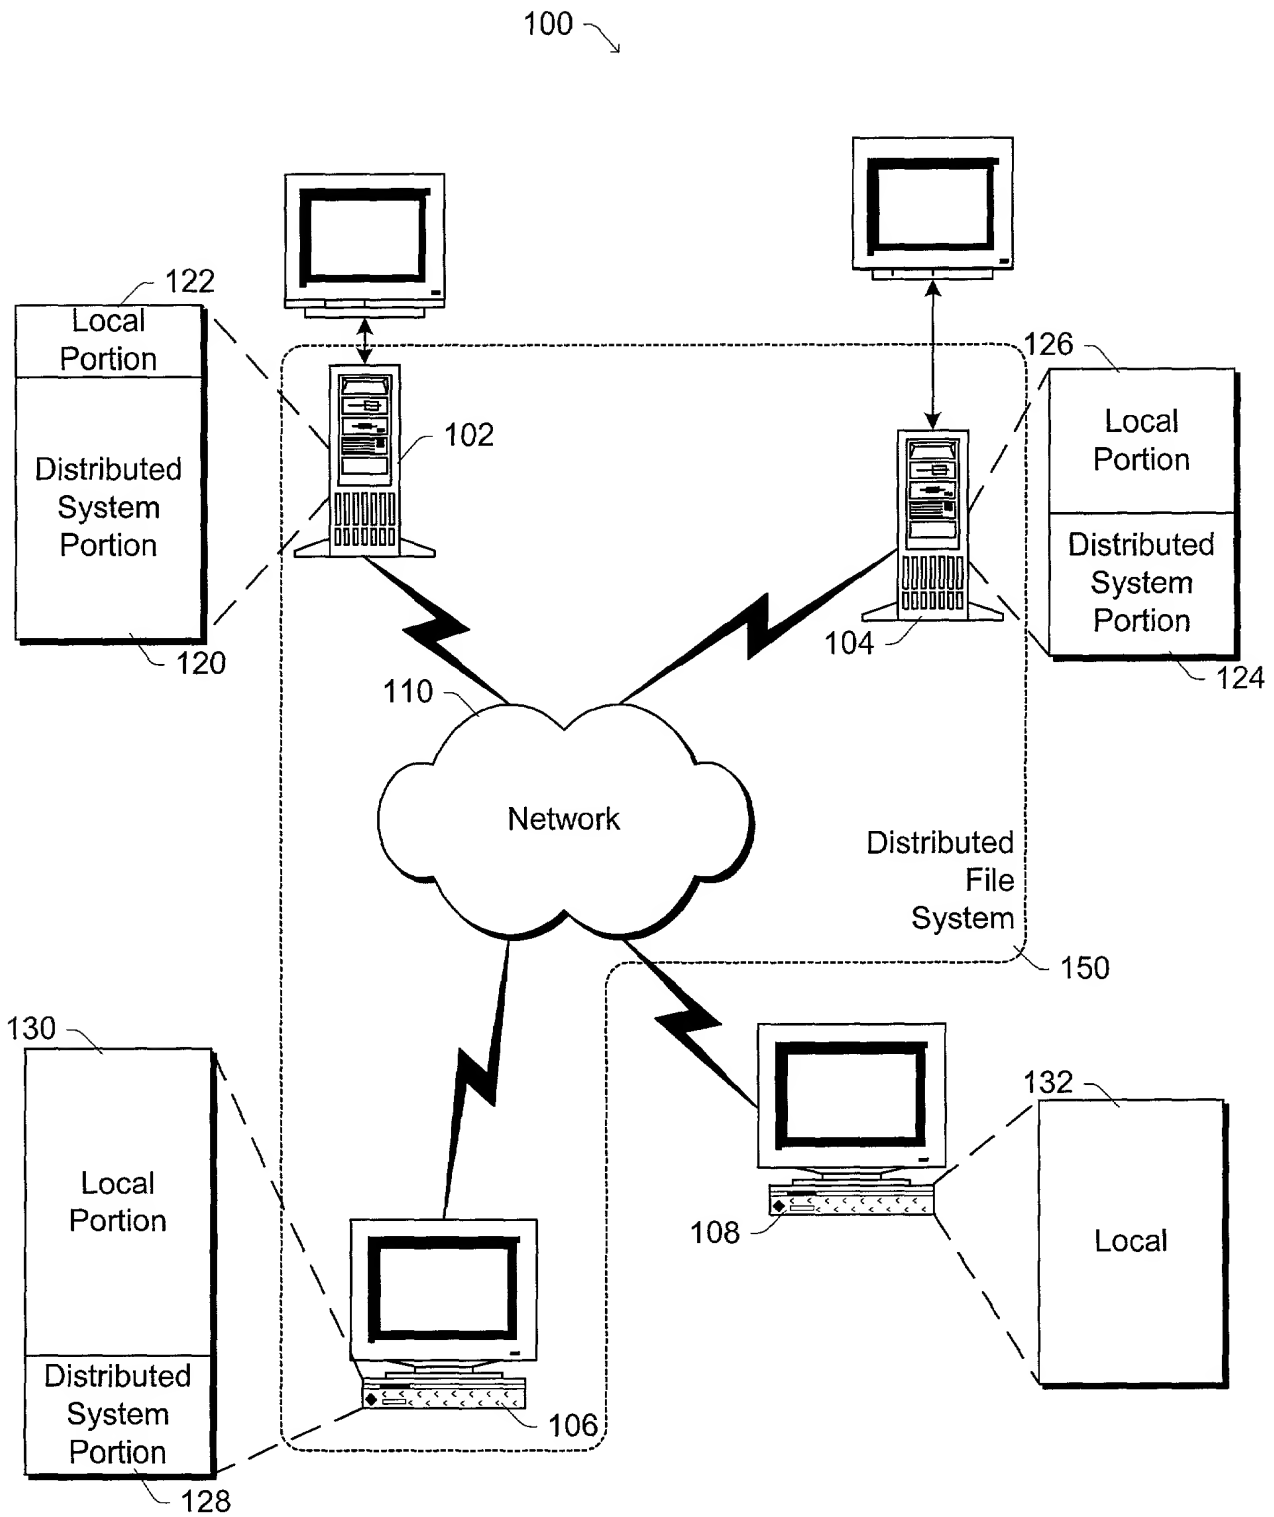 100
122
Local
Portion
Distributed
System
Portion
120
102
126
Local
Portion
Distributed
System
Portion
124
104
110
Network
Distributed
File
System
150
130
Local
Portion
Distributed
System
Portion
128
106
108
132
Local